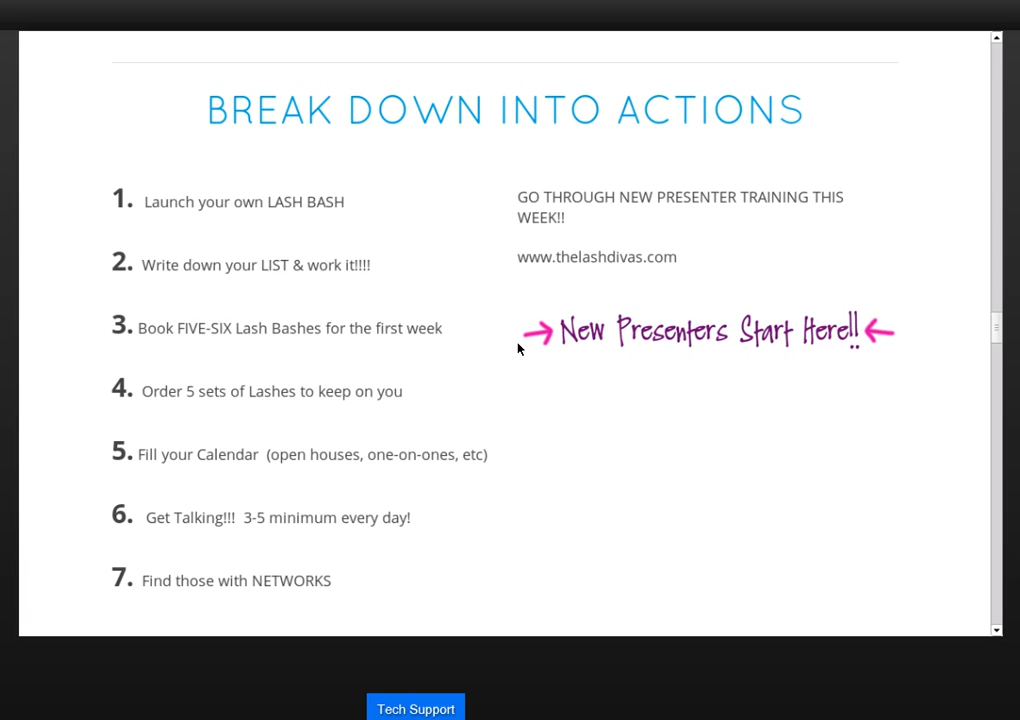 BREAK DOWN INTO ACTIONS
1. Launch your own LASH BASH
2. Write down your LIST & work it!!!!
3. Book FIVE-SIX Lash Bashes for the first week
4. Order 5 sets of Lashes to keep on you
5. Fill your Calendar (open houses, one-on-ones, etc)
6. Get Talking!!! 3-5 minimum every day!
7. Find those with NETWORKS
GO THROUGH NEW PRESENTER TRAINING THIS
WEEK!!
www.thelashdivas.com
New Presenters Start Here!!
Tech Support